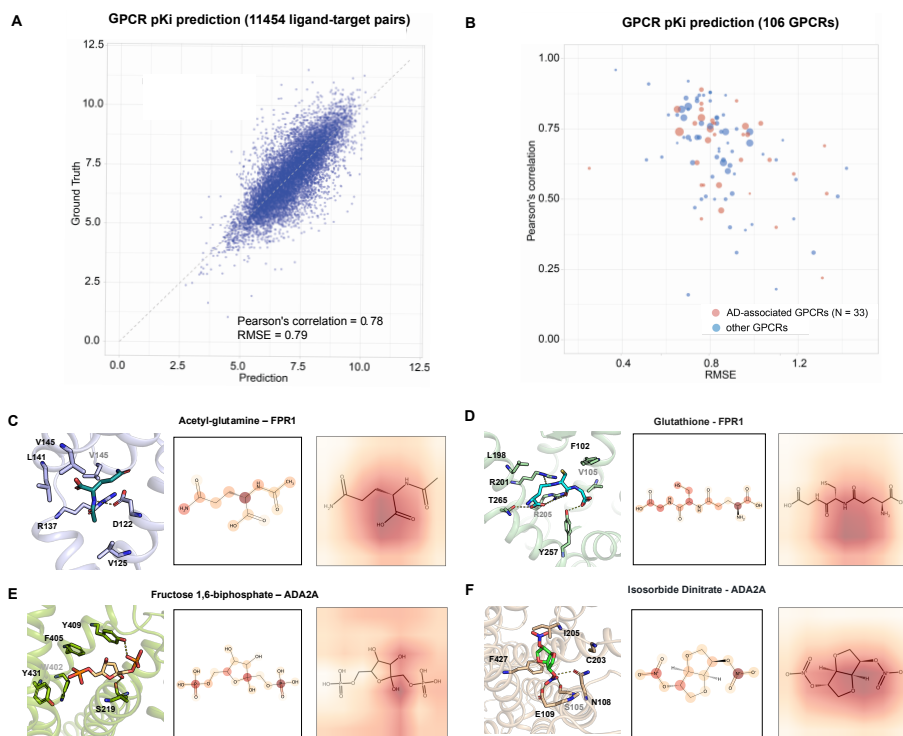 A
GPCR pKi prediction (11454 ligand-target pairs)
12.5
10.0
7.5
5.0
2.5
0.0
Ground Truth
Pearson's correlation = 0.78
RMSE = 0.79
0.0 2.5 5.0 7.5 10.0 12.5
Prediction
B
GPCR pKi prediction (106 GPCRs)
1.00
0.75
0.50
0.25
0.00
Pearson's correlation
AD-associated GPCRs (N = 33)
other GPCRs
0.4 0.8 1.2
RMSE
C
Acetyl-glutamine – FPR1
V145
L141
V145
R137
D122
V125
D
Glutathione - FPR1
F102
L198
V105
R201
T265
R205
Y257
E
Fructose 1,6-biphosphate – ADA2A
Y409
F405
W402
Y431
S219
F
Isosorbide Dinitrate - ADA2A
I205
C203
F427
N108
S105
E109